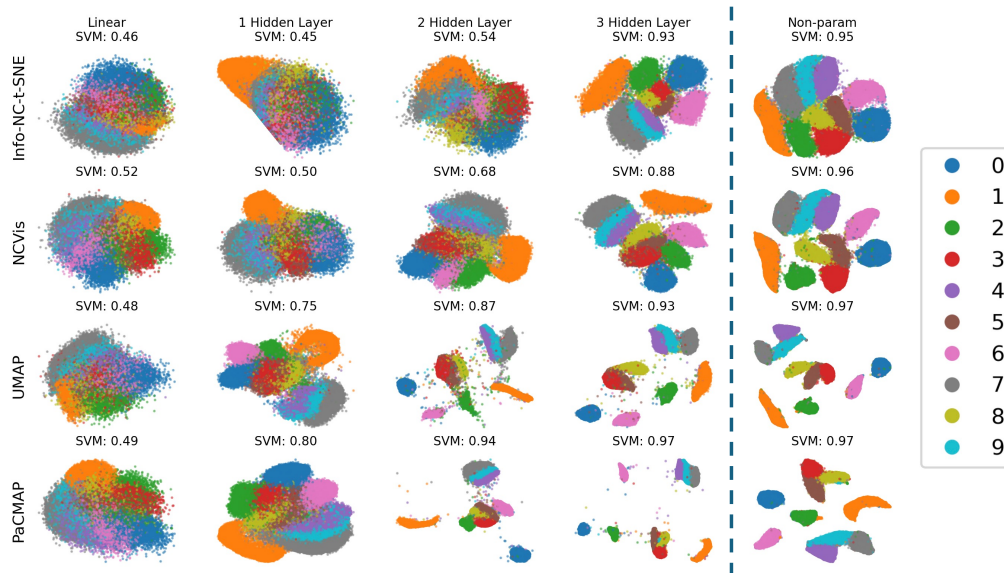 Linear
SVM: 0.46
1 Hidden Layer
SVM: 0.45
2 Hidden Layer
SVM: 0.54
3 Hidden Layer
SVM: 0.93
Non-param
SVM: 0.95
Info-NC-t-SNE
SVM: 0.52
SVM: 0.50
SVM: 0.68
SVM: 0.88
SVM: 0.96
NCVis
SVM: 0.48
SVM: 0.75
SVM: 0.87
SVM: 0.93
SVM: 0.97
UMAP
SVM: 0.49
SVM: 0.80
SVM: 0.94
SVM: 0.97
SVM: 0.97
PaCMAP
0
1
2
3
4
5
6
7
8
9